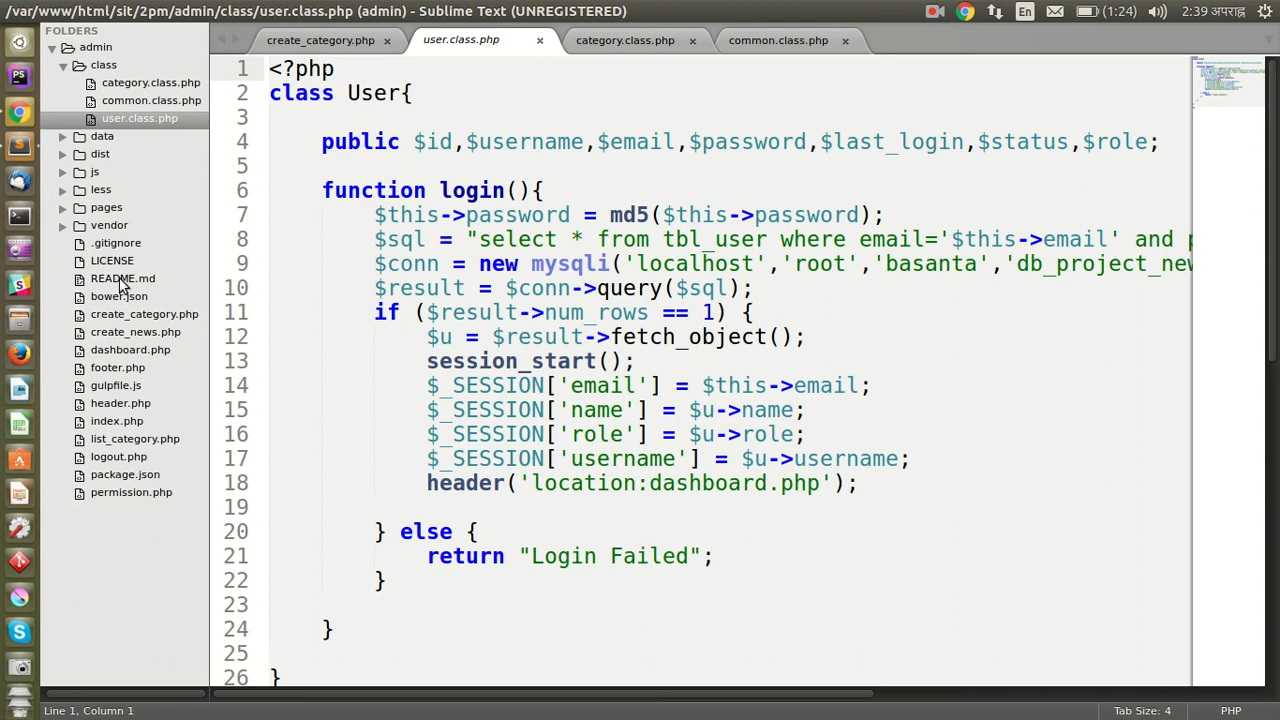 /var/www/html/sit/2pm/admin/class/user.class.php (admin) - Sublime Text (UNREGISTERED)
En
(1:24)
2:39 अपराह्न
FOLDERS
admin
class
category.class.php
common.class.php
user.class.php
data
dist
js
less
pages
vendor
.gitignore
LICENSE
README.md
bower.json
create_category.php
create_news.php
dashboard.php
footer.php
gulpfile.js
header.php
index.php
list_category.php
logout.php
package.json
permission.php
create_category.php ×
user.class.php ×
category.class.php ×
common.class.php ×
1 <?php
2 class User{
3
4 public $id,$username,$email,$password,$last_login,$status,$role;
5
6 function login(){
7 $this->password = md5($this->password);
8 $sql = "select * from tbl_user where email='$this->email' and
9 $conn = new mysqli('localhost','root','basanta','db_project_new
10 $result = $conn->query($sql);
11 if ($result->num_rows == 1) {
12 $u = $result->fetch_object();
13 session_start();
14 $_SESSION['email'] = $this->email;
15 $_SESSION['name'] = $u->name;
16 $_SESSION['role'] = $u->role;
17 $_SESSION['username'] = $u->username;
18 header('location:dashboard.php');
19
20 } else {
21 return "Login Failed";
22 }
23
24 }
25
26 }
Line 1, Column 1
Tab Size: 4
PHP